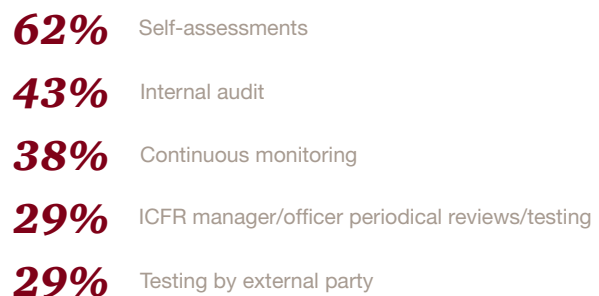 62% Self-assessments
43% Internal audit
38% Continuous monitoring
29% ICFR manager/officer periodical reviews/testing
29% Testing by external party